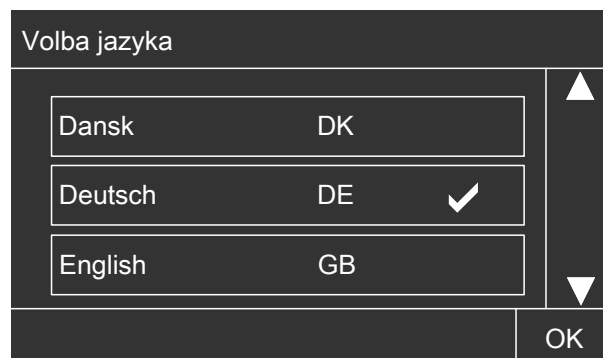 Volba jazyka
Dansk DK
Deutsch DE
English GB
OK